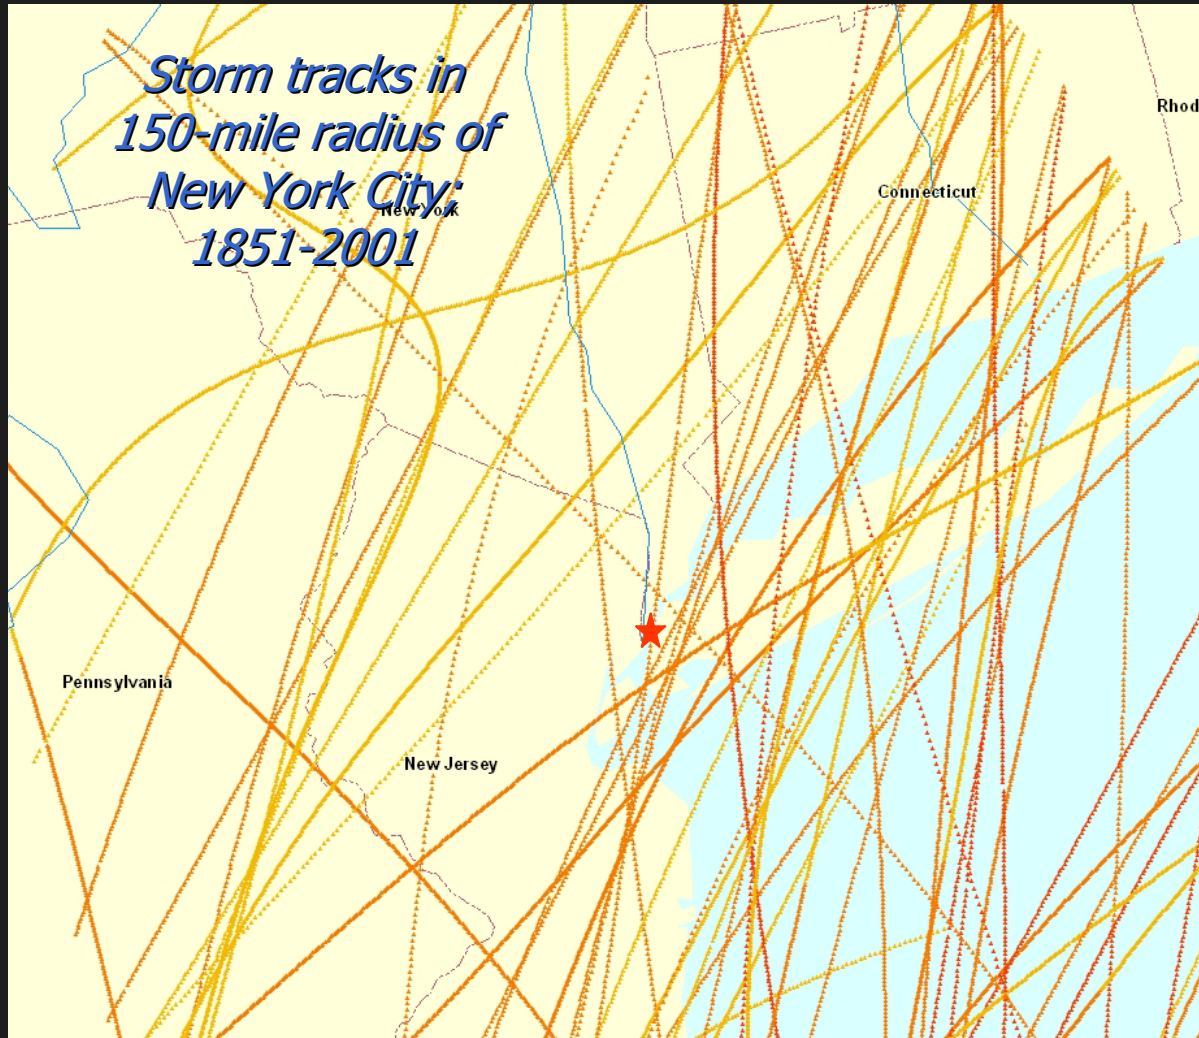 Storm tracks in
150-mile radius of
New York City;
1851-2001
New York
Connecticut
Rhod
Pennsylvania
New Jersey